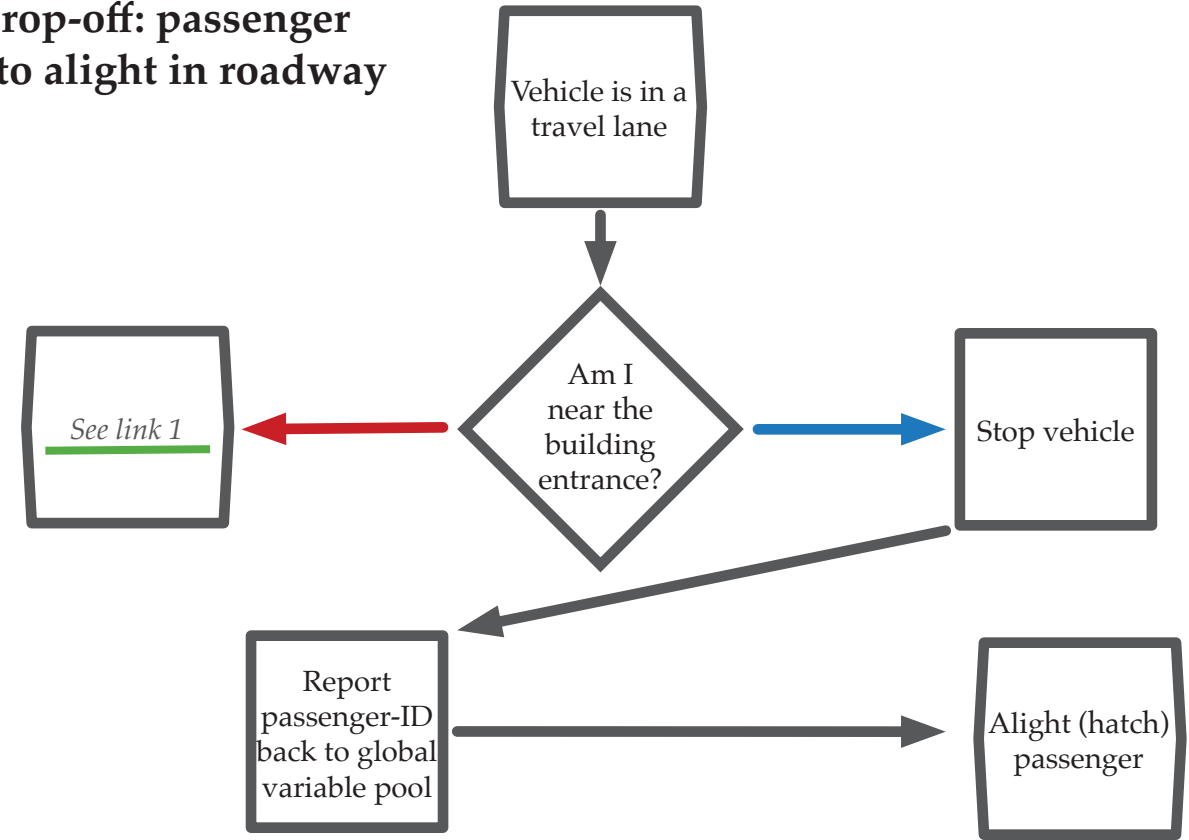 rop-off: passenger
to alight in roadway
Vehicle is in a
travel lane
Am I
near the
building
entrance?
See link 1
Stop vehicle
Report
passenger-ID
back to global
variable pool
Alight (hatch)
passenger